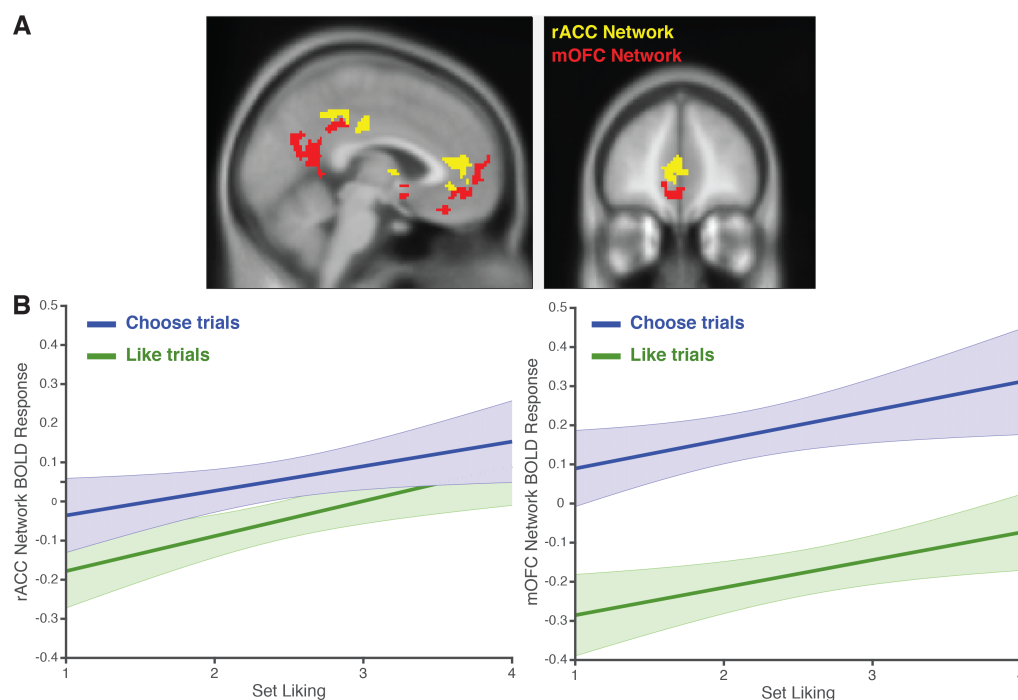 A
rACC Network
mOFC Network
B
0.5
0.4
0.3
0.2
0.1
0
-0.1
-0.2
-0.3
-0.4
rACC Network BOLD Response
Choose trials
Like trials
1
2
3
4
Set Liking
0.5
0.4
0.3
0.2
0.1
0
-0.1
-0.2
-0.3
-0.4
mOFC Network BOLD Response
Choose trials
Like trials
1
2
3
4
Set Liking